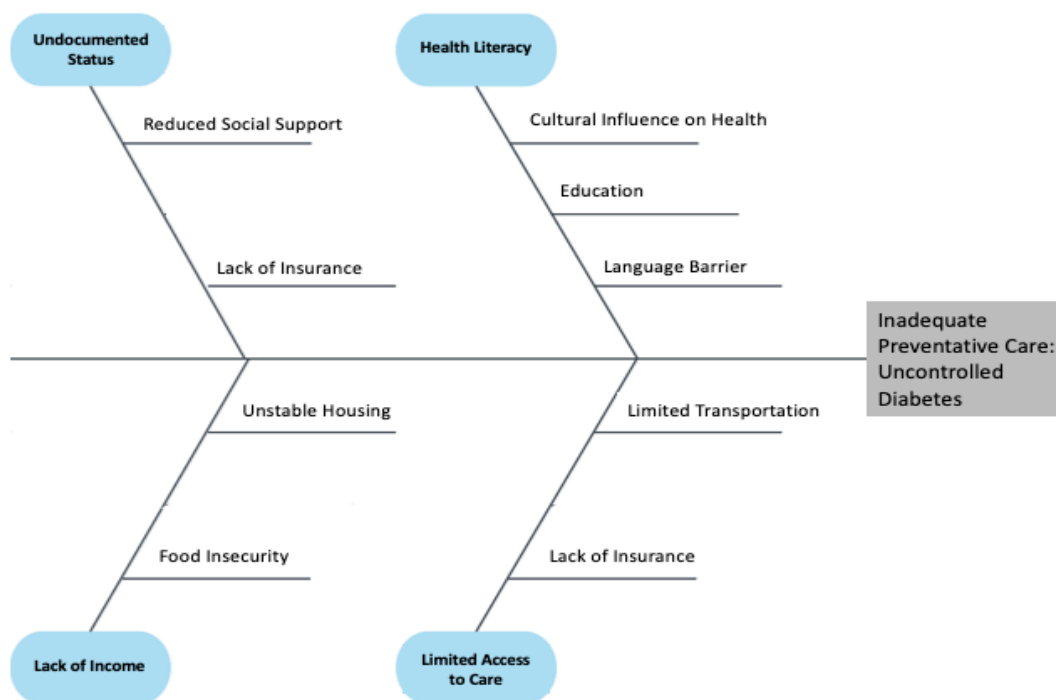 Undocumented
Status
Health Literacy
Reduced Social Support
Cultural Influence on Health
Education
Lack of Insurance
Language Barrier
Inadequate
Preventative Care:
Uncontrolled
Diabetes
Unstable Housing
Limited Transportation
Food Insecurity
Lack of Insurance
Lack of Income
Limited Access
to Care